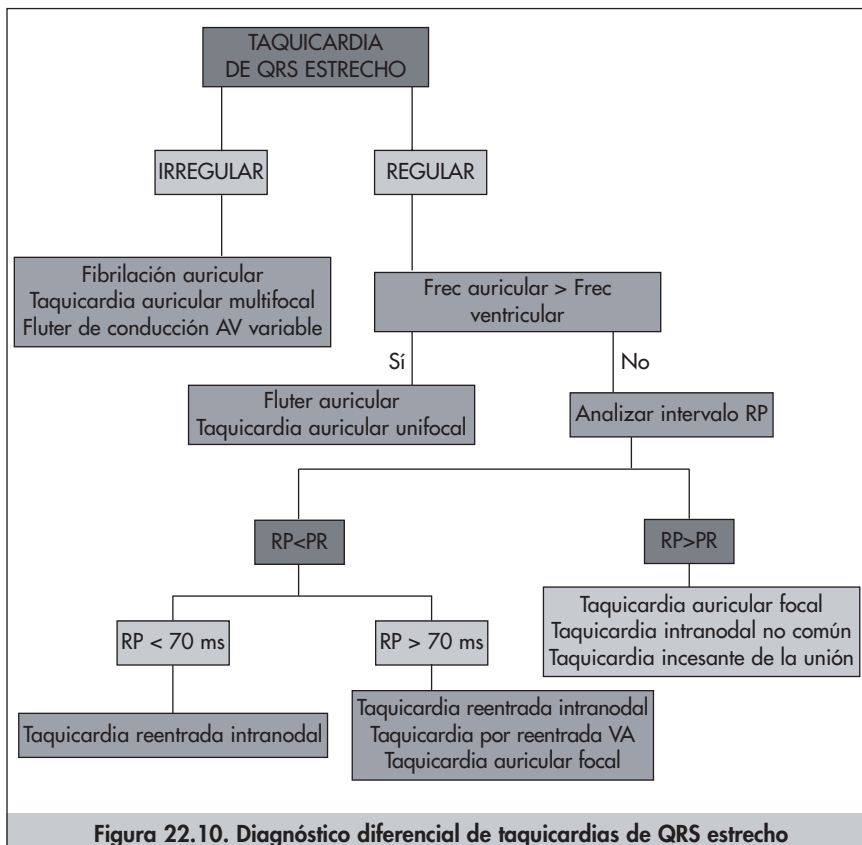 TAQUICARDIA
DE QRS ESTRECHO
IRREGULAR
REGULAR
Fibrilación auricular
Taquicardia auricular multifocal
Fluter de conducción AV variable
Frec auricular > Frec
ventricular
Sí
No
Fluter auricular
Taquicardia auricular unifocal
Analizar intervalo RP
RP<PR
RP>PR
RP < 70 ms
RP > 70 ms
Taquicardia auricular focal
Taquicardia intranodal no común
Taquicardia incesante de la unión
Taquicardia reentrada intranodal
Taquicardia reentrada intranodal
Taquicardia por reentrada VA
Taquicardia auricular focal
Figura 22.10. Diagnóstico diferencial de taquicardias de QRS estrecho